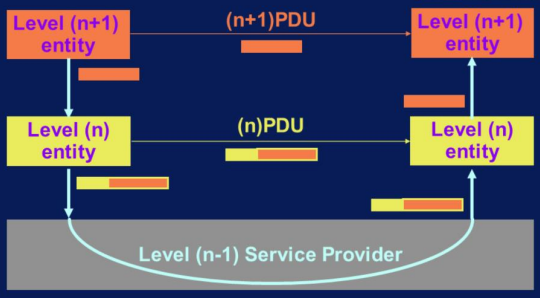 Level (n+1)
entity
(n+1)PDU
Level (n+1)
entity
Level (n)
entity
(n)PDU
Level (n)
entity
Level (n-1) Service Provider